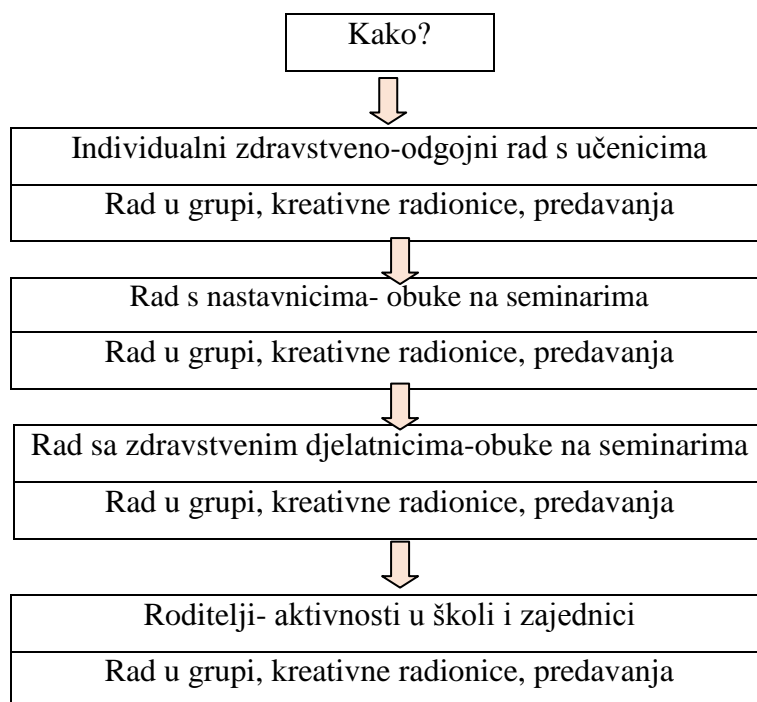 Kako?
Individualni zdravstveno-odgojni rad s učenicima
Rad u grupi, kreativne radionice, predavanja
Rad s nastavnicima- obuke na seminarima
Rad u grupi, kreativne radionice, predavanja
Rad sa zdravstvenim djelatnicima-obuke na seminarima
Rad u grupi, kreativne radionice, predavanja
Roditelji- aktivnosti u školi i zajednici
Rad u grupi, kreativne radionice, predavanja